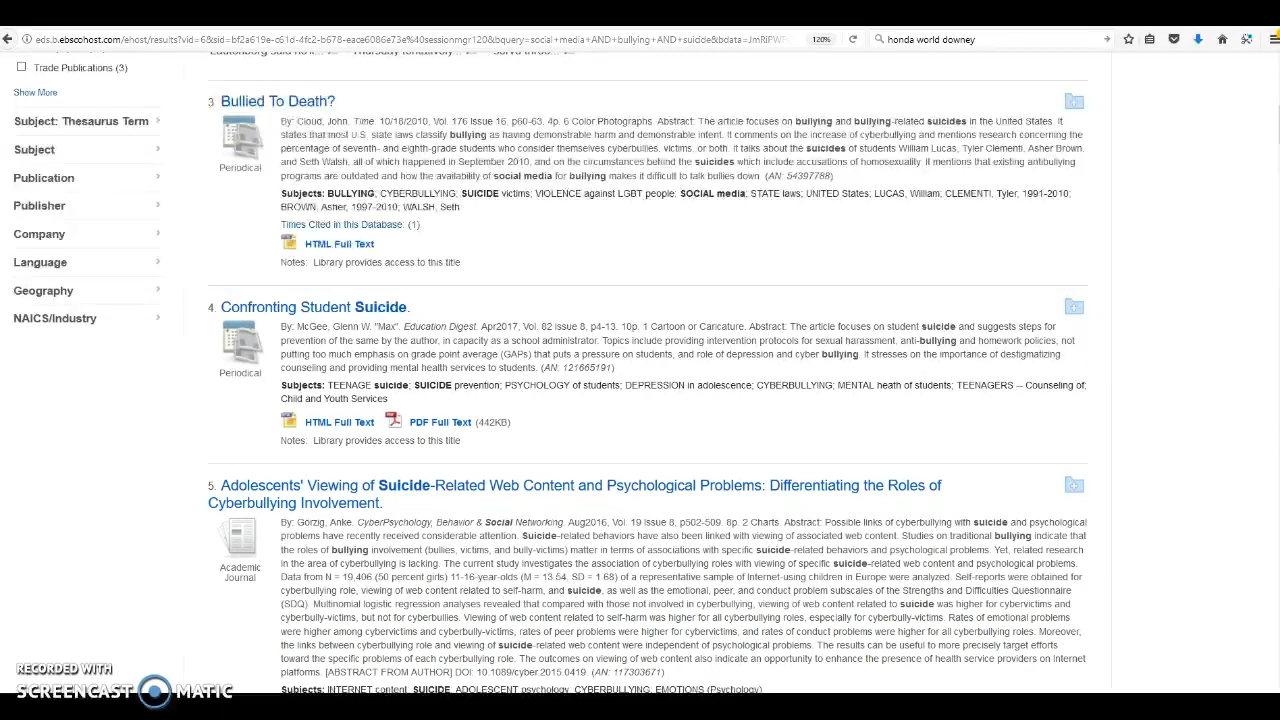 eds.b.ebscohost.com/ehost/results?vid=6&sid=bf2a619e-c61d-4fc2-b678-eace6086e73e%40sessionmgr120&bquery=social+media+AND+bullying+AND+suicide&bdata=JmRiPWF 120% honda world downey
Trade Publications (3)
Show More
Subject: Thesaurus Term
Subject
Publication
Publisher
Company
Language
Geography
NAICS/Industry
3 Bullied To Death?
By: Cloud, John. Time. 10/18/2010, Vol. 176 Issue 16, p60-63. 4p. 6 Color Photographs. Abstract: The article focuses on bullying and bullying-related suicides in the United States. It
states that most U.S. state laws classify bullying as having demonstrable harm and demonstrable intent. It comments on the increase of cyberbullying and mentions research concerning the
percentage of seventh- and eighth-grade students who consider themselves cyberbullies, victims, or both. It talks about the suicides of students William Lucas, Tyler Clementi, Asher Brown,
and Seth Walsh, all of which happened in September 2010, and on the circumstances behind the suicides which include accusations of homosexuality. It mentions that existing antibullying
programs are outdated and how the availability of social media for bullying makes it difficult to talk bullies down (AN: 54397788)
Subjects: BULLYING; CYBERBULLYING; SUICIDE victims; VIOLENCE against LGBT people; SOCIAL media; STATE laws; UNITED States; LUCAS, William; CLEMENTI, Tyler, 1991-2010;
BROWN, Asher, 1997-2010; WALSH, Seth
Times Cited in this Database: (1)
HTML Full Text
Notes: Library provides access to this title
Periodical
4. Confronting Student Suicide.
By: McGee, Glenn W. "Max". Education Digest. Apr2017, Vol. 82 Issue 8, p4-13. 10p. 1 Cartoon or Caricature. Abstract: The article focuses on student suicide and suggests steps for
prevention of the same by the author, in capacity as a school administrator. Topics include providing intervention protocols for sexual harassment, anti-bullying and homework policies, not
putting too much emphasis on grade point average (GAPs) that puts a pressure on students, and role of depression and cyber bullying. It stresses on the importance of destigmatizing
counseling and providing mental health services to students. (AN: 121665191)
Subjects: TEENAGE suicide; SUICIDE prevention; PSYCHOLOGY of students; DEPRESSION in adolescence; CYBERBULLYING; MENTAL heath of students; TEENAGERS -- Counseling of;
Child and Youth Services
HTML Full Text PDF Full Text (442KB)
Notes: Library provides access to this title
Periodical
5. Adolescents' Viewing of Suicide-Related Web Content and Psychological Problems: Differentiating the Roles of
Cyberbullying Involvement.
By: Görzig, Anke. CyberPsychology, Behavior & Social Networking. Aug2016, Vol. 19 Issue 8, p502-509. 8p. 2 Charts. Abstract: Possible links of cyberbullying with suicide and psychological
problems have recently received considerable attention. Suicide-related behaviors have also been linked with viewing of associated web content. Studies on traditional bullying indicate that
the roles of bullying involvement (bullies, victims, and bully-victims) matter in terms of associations with specific suicide-related behaviors and psychological problems. Yet, related research
in the area of cyberbullying is lacking. The current study investigates the association of cyberbullying roles with viewing of specific suicide-related web content and psychological problems.
Data from N = 19,406 (50 percent girls) 11-16-year-olds (M = 13.54, SD = 1.68) of a representative sample of Internet-using children in Europe were analyzed. Self-reports were obtained for
cyberbullying role, viewing of web content related to self-harm, and suicide, as well as the emotional, peer, and conduct problem subscales of the Strengths and Difficulties Questionnaire
(SDQ). Multinomial logistic regression analyses revealed that compared with those not involved in cyberbullying, viewing of web content related to suicide was higher for cybervictims and
cyberbully-victims, but not for cyberbullies. Viewing of web content related to self-harm was higher for all cyberbullying roles, especially for cyberbully-victims. Rates of emotional problems
were higher among cybervictims and cyberbully-victims, rates of peer problems were higher for cybervictims, and rates of conduct problems were higher for all cyberbullying roles. Moreover,
the links between cyberbullying role and viewing of suicide-related web content were independent of psychological problems. The results can be useful to more precisely target efforts
toward the specific problems of each cyberbullying role. The outcomes on viewing of web content also indicate an opportunity to enhance the presence of health service providers on Internet
platforms. [ABSTRACT FROM AUTHOR] DOI: 10.1089/cyber.2015.0419. (AN: 117303671)
Subjects: INTERNET content; SUICIDE; ADOLESCENT psychology; CYBERBULLYING; EMOTIONS (Psychology)
Academic
Journal
RECORDED WITH
SCREENCAST MATIC